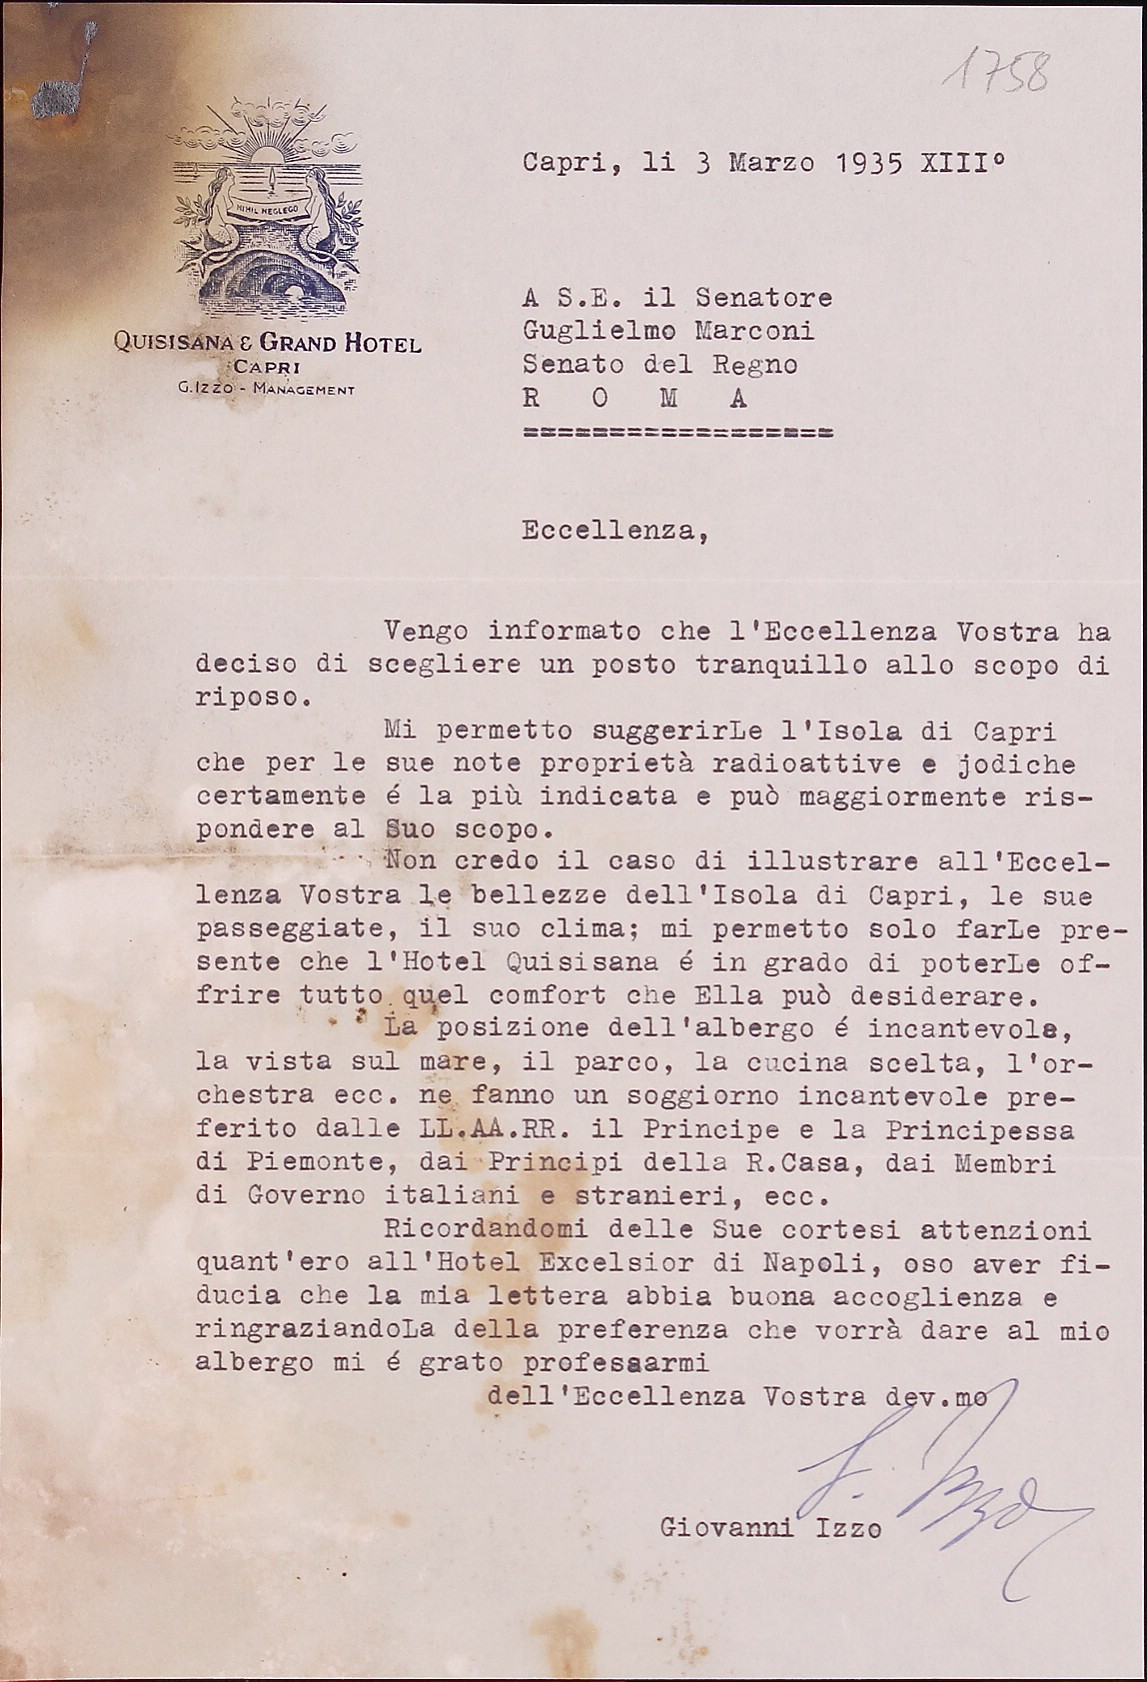 1758
NIHIL NEGLEGO
QUISISANA & GRAND HOTEL
CAPRI
G. IZZO - MANAGEMENT
Capri, li 3 Marzo 1935 XIII°
A S.E. il Senatore
Guglielmo Marconi
Senato del Regno
R O M A
==================
Eccellenza,
Vengo informato che l'Eccellenza Vostra ha
deciso di scegliere un posto tranquillo allo scopo di
riposo.
Mi permetto suggerirLe l'Isola di Capri
che per le sue note proprietà radioattive e jodiche
certamente é la più indicata e può maggiormente ris-
pondere al Suo scopo.
Non credo il caso di illustrare all'Eccel-
lenza Vostra le bellezze dell'Isola di Capri, le sue
passeggiate, il suo clima; mi permetto solo farLe pre-
sente che l'Hotel Quisisana é in grado di poterLe of-
frire tutto quel comfort che Ella può desiderare.
La posizione dell'albergo é incantevole,
la vista sul mare, il parco, la cucina scelta, l'or-
chestra ecc. ne fanno un soggiorno incantevole pre-
ferito dalle LL.AA.RR. il Principe e la Principessa
di Piemonte, dai Principi della R.Casa, dai Membri
di Governo italiani e stranieri, ecc.
Ricordandomi delle Sue cortesi attenzioni
quant'ero all'Hotel Excelsior di Napoli, oso aver fi-
ducia che la mia lettera abbia buona accoglienza e
ringraziandoLa della preferenza che vorrà dare al mio
albergo mi é grato professarmi
dell'Eccellenza Vostra dev.mo
G. Izzo
Giovanni Izzo